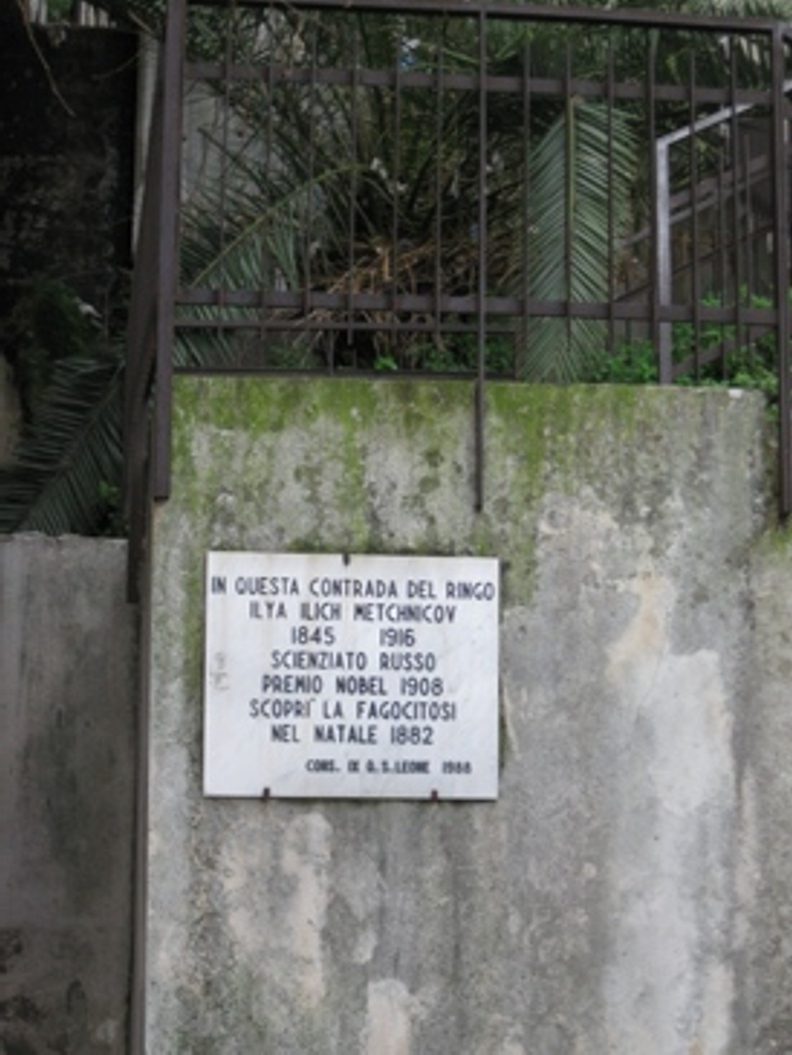 IN QUESTA CONTRADA DEL RINGO
ILYA ILICH METCHNICOV
1845 1916
SCIENZIATO RUSSO
PREMIO NOBEL 1908
SCOPRI' LA FAGOCITOSI
NEL NATALE 1882
CONS. IX Q. S. LEONE 1988